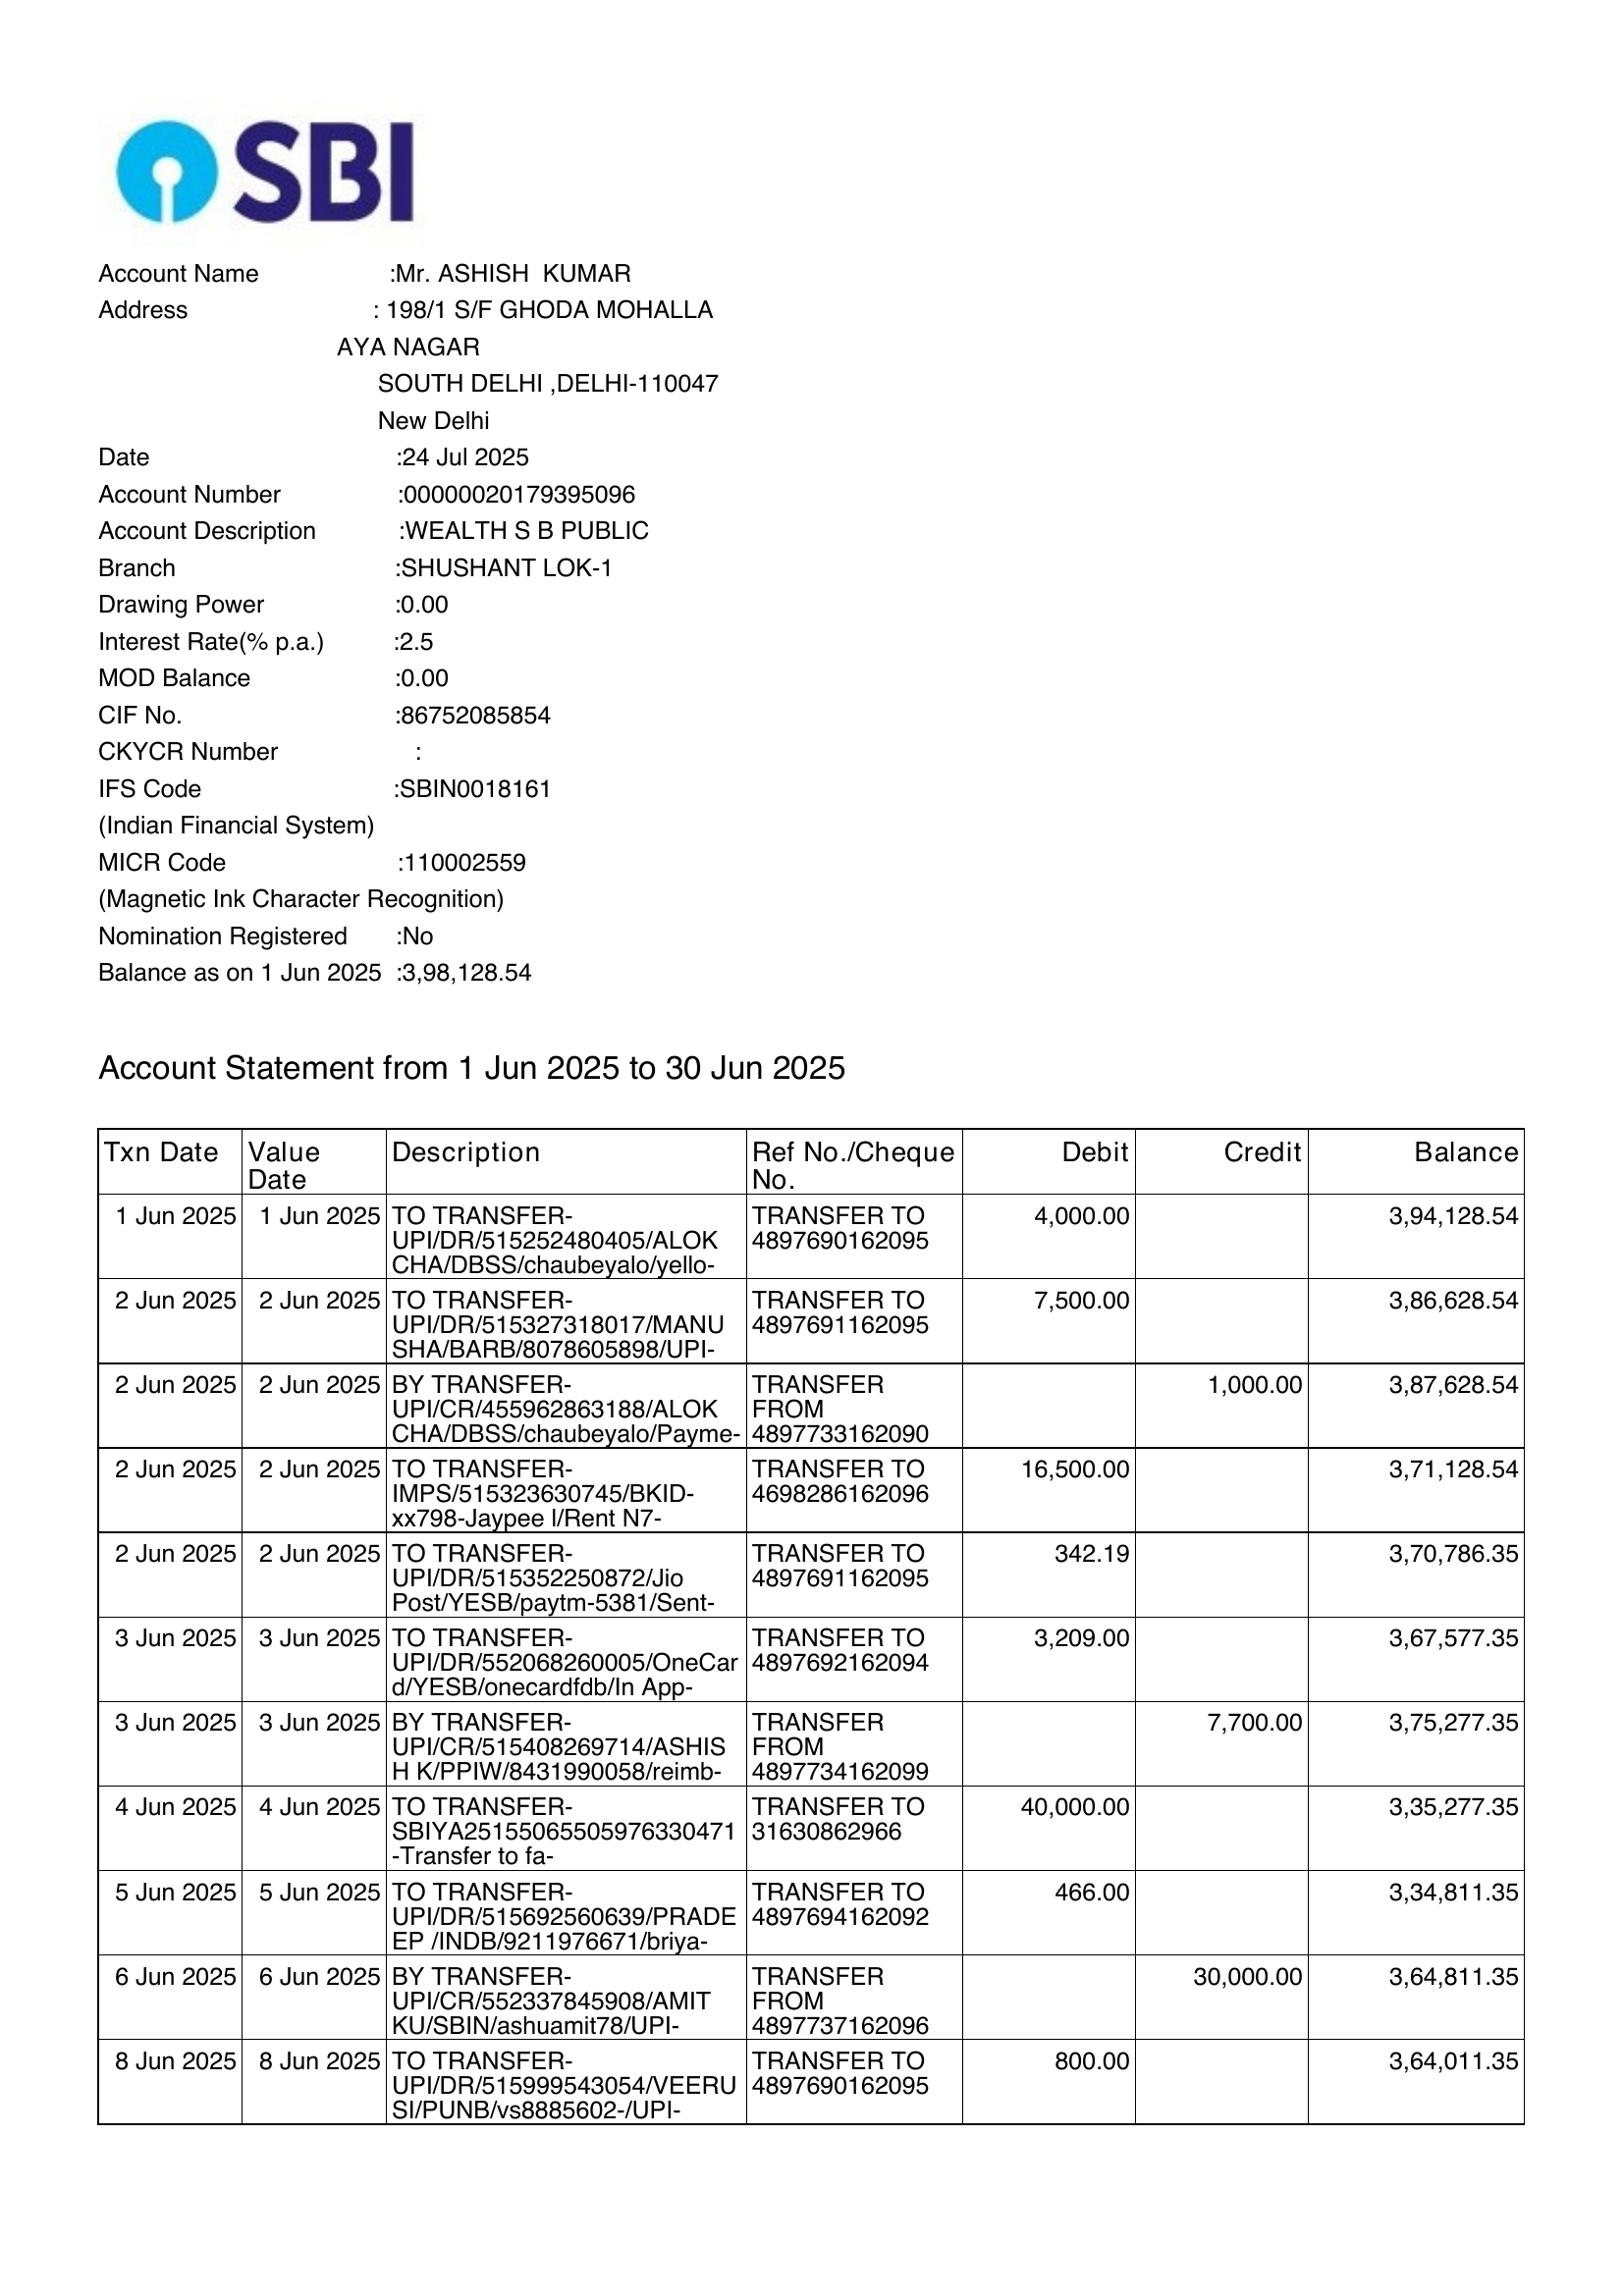 SBI
Account Name :Mr. ASHISH  KUMAR
Address : 198/1 S/F GHODA MOHALLA
AYA NAGAR
SOUTH DELHI ,DELHI-110047
New Delhi
Date :24 Jul 2025
Account Number :00000020179395096
Account Description :WEALTH S B PUBLIC
Branch :SHUSHANT LOK-1
Drawing Power :0.00
Interest Rate(% p.a.) :2.5
MOD Balance :0.00
CIF No. :86752085854
CKYCR Number :
IFS Code :SBIN0018161
(Indian Financial System)
MICR Code :110002559
(Magnetic Ink Character Recognition)
Nomination Registered :No
Balance as on 1 Jun 2025 :3,98,128.54
Account Statement from 1 Jun 2025 to 30 Jun 2025
Txn Date Value Description Ref No./Cheque Debit Credit Balance
Date No.
1 Jun 2025 1 Jun 2025 TO TRANSFER- TRANSFER TO 4,000.00 3,94,128.54
UPI/DR/515252480405/ALOK 4897690162095
CHA/DBSS/chaubeyalo/yello-
2 Jun 2025 2 Jun 2025 TO TRANSFER- TRANSFER TO 7,500.00 3,86,628.54
UPI/DR/515327318017/MANU 4897691162095
SHA/BARB/8078605898/UPI-
2 Jun 2025 2 Jun 2025 BY TRANSFER- TRANSFER 1,000.00 3,87,628.54
UPI/CR/455962863188/ALOK FROM
CHA/DBSS/chaubeyalo/Payme- 4897733162090
2 Jun 2025 2 Jun 2025 TO TRANSFER- TRANSFER TO 16,500.00 3,71,128.54
IMPS/515323630745/BKID- 4698286162096
xx798-Jaypee I/Rent N7-
2 Jun 2025 2 Jun 2025 TO TRANSFER- TRANSFER TO 342.19 3,70,786.35
UPI/DR/515352250872/Jio 4897691162095
Post/YESB/paytm-5381/Sent-
3 Jun 2025 3 Jun 2025 TO TRANSFER- TRANSFER TO 3,209.00 3,67,577.35
UPI/DR/552068260005/OneCar 4897692162094
d/YESB/onecardfdb/In App-
3 Jun 2025 3 Jun 2025 BY TRANSFER- TRANSFER 7,700.00 3,75,277.35
UPI/CR/515408269714/ASHIS FROM
H K/PPIW/8431990058/reimb- 4897734162099
4 Jun 2025 4 Jun 2025 TO TRANSFER- TRANSFER TO 40,000.00 3,35,277.35
SBIYA25155065505976330471 31630862966
-Transfer to fa-
5 Jun 2025 5 Jun 2025 TO TRANSFER- TRANSFER TO 466.00 3,34,811.35
UPI/DR/515692560639/PRADE 4897694162092
EP /INDB/9211976671/briya-
6 Jun 2025 6 Jun 2025 BY TRANSFER- TRANSFER 30,000.00 3,64,811.35
UPI/CR/552337845908/AMIT FROM
KU/SBIN/ashuamit78/UPI- 4897737162096
8 Jun 2025 8 Jun 2025 TO TRANSFER- TRANSFER TO 800.00 3,64,011.35
UPI/DR/515999543054/VEERU 4897690162095
SI/PUNB/vs8885602-/UPI-